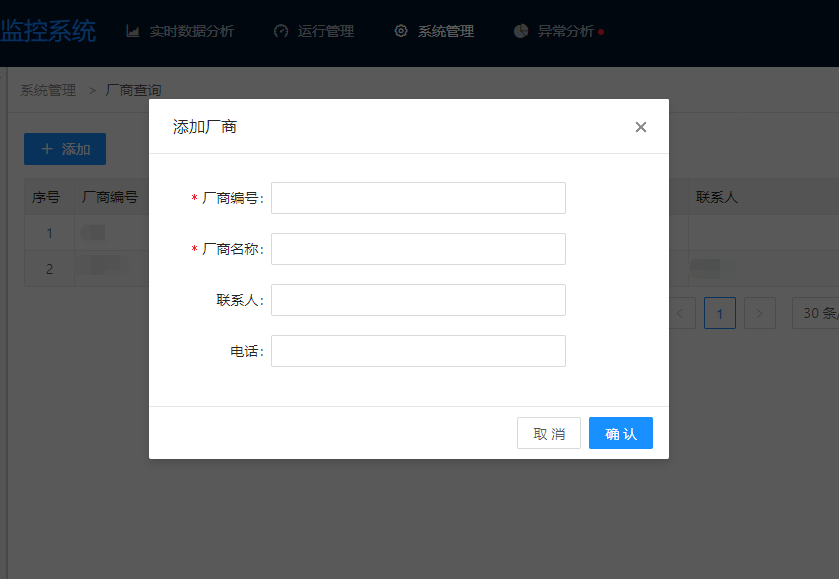 监控系统 实时数据分析 运行管理 系统管理 异常分析
系统管理 > 厂商查询
添加厂商
+ 添加
序号 厂商编号 联系人
* 厂商编号:
1
* 厂商名称:
2
联系人:
1 30 条
电话:
取 消 确 认